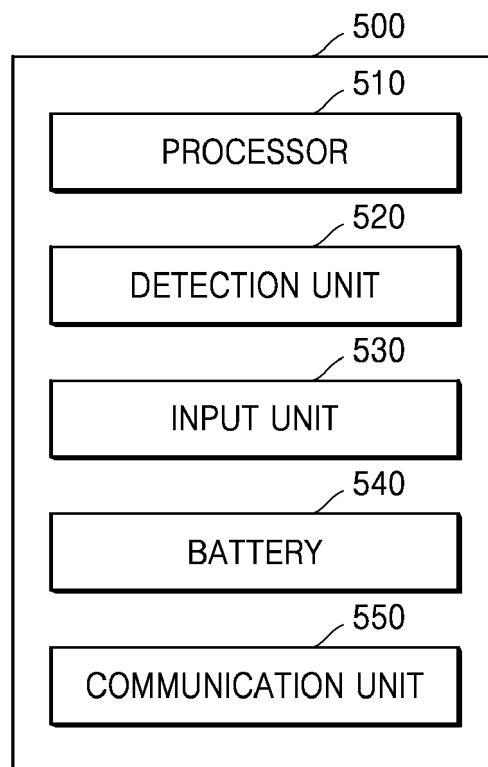 500
510
PROCESSOR
520
DETECTION UNIT
530
INPUT UNIT
540
BATTERY
550
COMMUNICATION UNIT